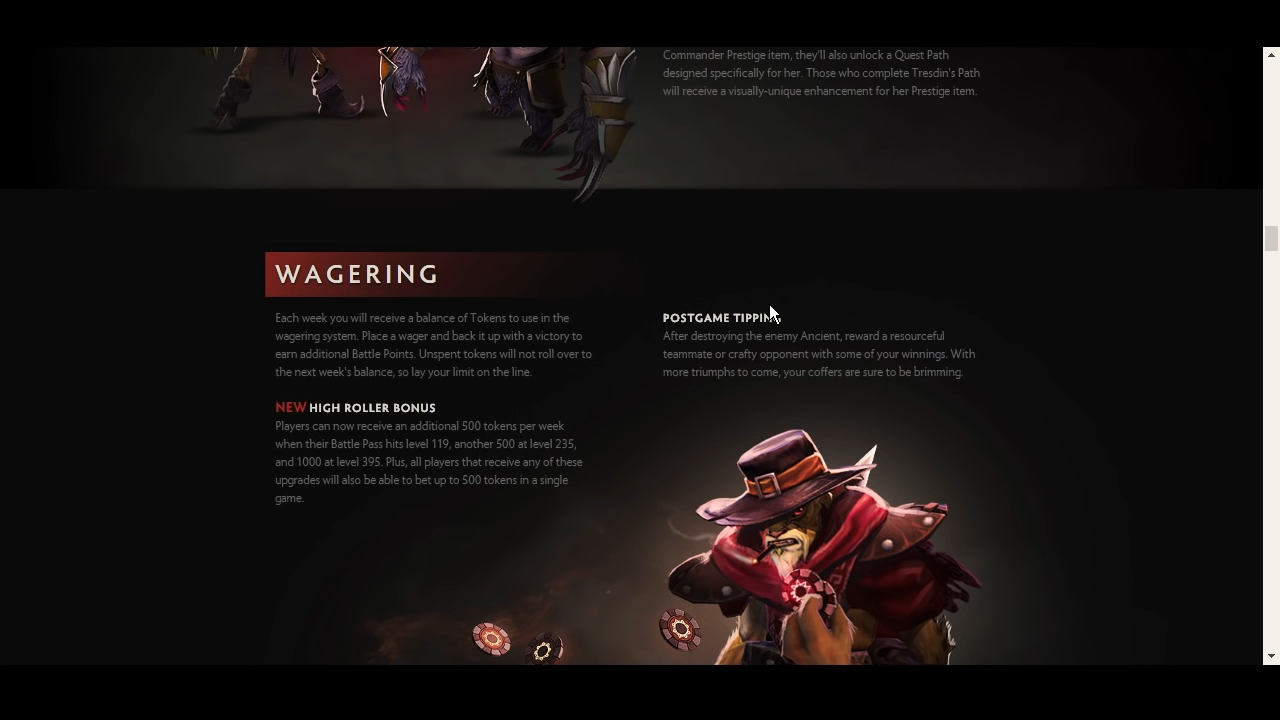 Commander Prestige item, they'll also unlock a Quest Path
designed specifically for her. Those who complete Tresdin's Path
will receive a visually-unique enhancement for her Prestige item.
WAGERING
Each week you will receive a balance of Tokens to use in the
wagering system. Place a wager and back it up with a victory to
earn additional Battle Points. Unspent tokens will not roll over to
the next week's balance, so lay your limit on the line.
NEW HIGH ROLLER BONUS
Players can now receive an additional 500 tokens per week
when their Battle Pass hits level 119, another 500 at level 235,
and 1000 at level 395. Plus, all players that receive any of these
upgrades will also be able to bet up to 500 tokens in a single
game.
POSTGAME TIPPING
After destroying the enemy Ancient, reward a resourceful
teammate or crafty opponent with some of your winnings. With
more triumphs to come, your coffers are sure to be brimming.